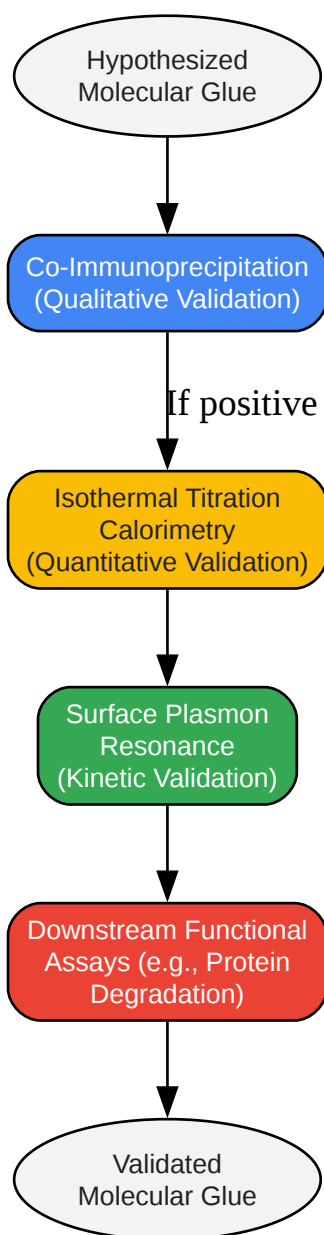 Hypothesized
Molecular Glue
Co-Immunoprecipitation
(Qualitative Validation)
If positive
Isothermal Titration
Calorimetry
(Quantitative Validation)
Surface Plasmon
Resonance
(Kinetic Validation)
Downstream Functional
Assays (e.g., Protein
Degradation)
Validated
Molecular Glue